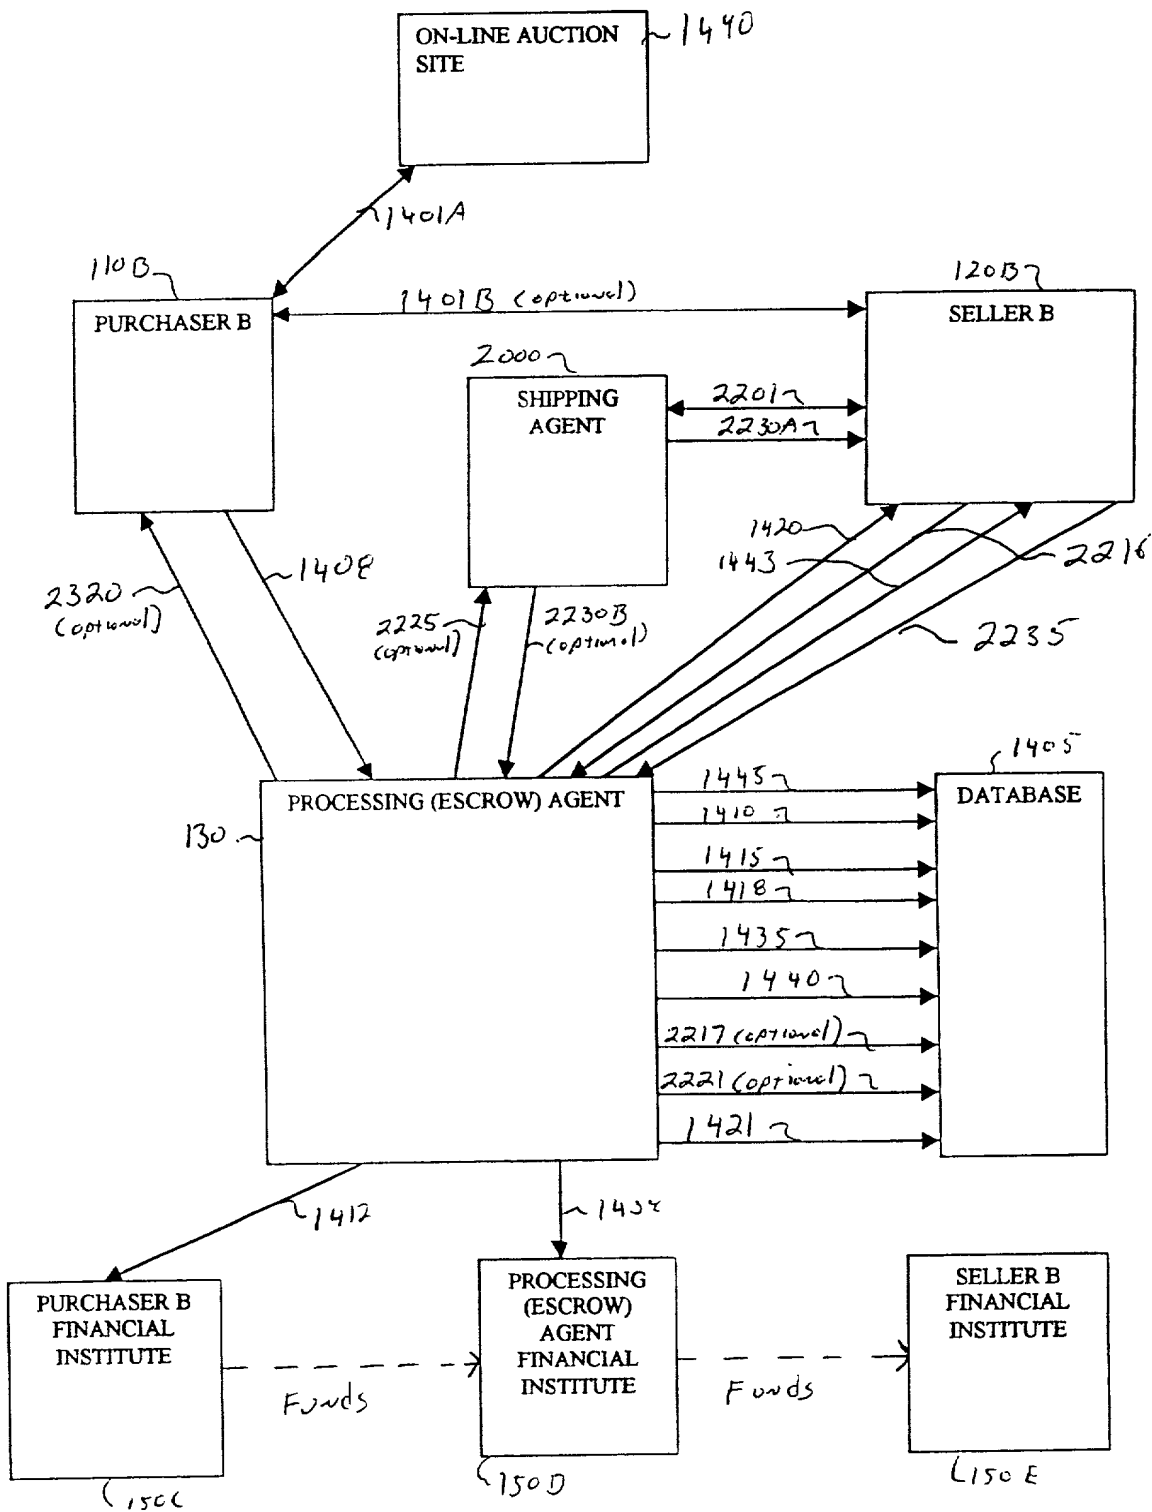 ON-LINE AUCTION
SITE
1440
1401A
110B
120B
1401B (optional)
PURCHASER B
SELLER B
2000
SHIPPING
AGENT
2201
2230A
1420
1443
2216
2235
1408
2320
(optional)
2225
(optional)
2230B
(optional)
1405
PROCESSING (ESCROW) AGENT
130
DATABASE
1445
1410
1415
1418
1435
1440
2217 (optional)
2221 (optional)
1421
1412
PURCHASER B
FINANCIAL
INSTITUTE
PROCESSING
(ESCROW)
AGENT
FINANCIAL
INSTITUTE
SELLER B
FINANCIAL
INSTITUTE
Funds
Funds
150C
150D
150E